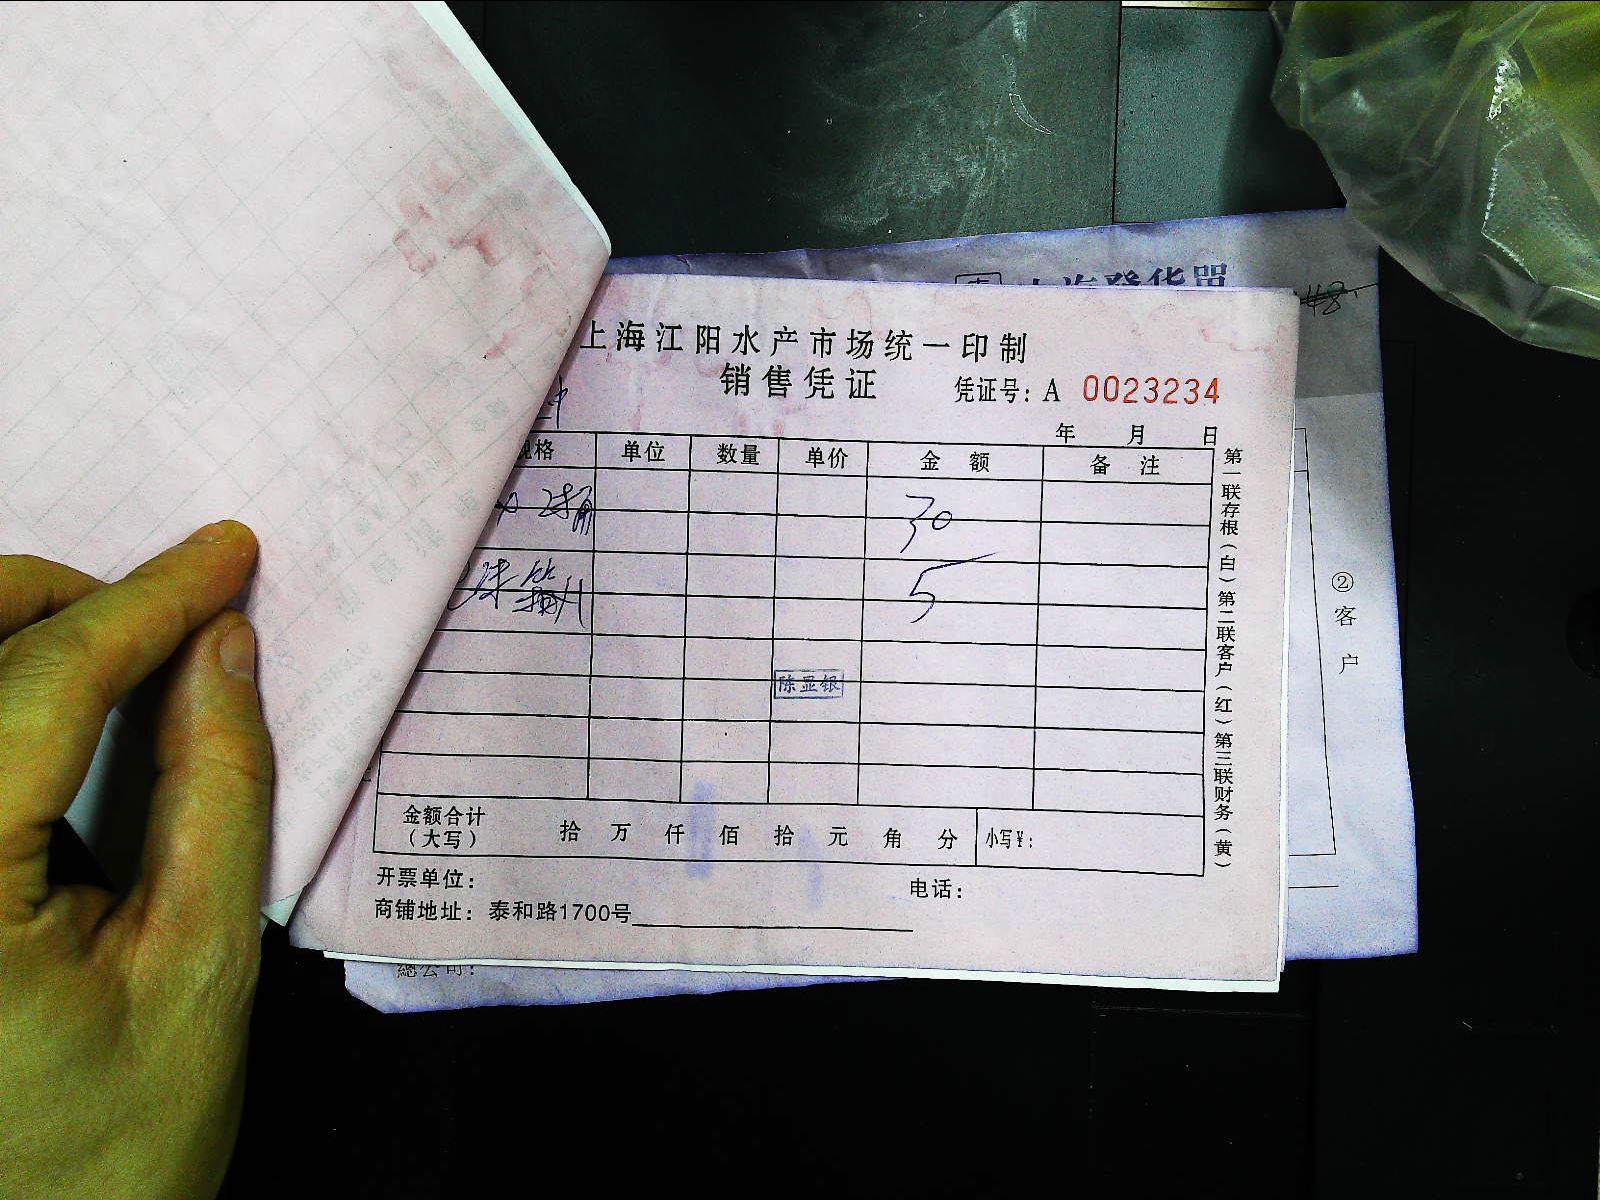 上海江阳水产市场统一印制
销售凭证
凭证号：A 0023234
年 月 日
规格 单位 数量 单价 金额 备注
30
5
陈显银
金额合计
（大写） 拾 万 仟 佰 拾 元 角 分 小写￥：
开票单位： 电话：
商铺地址：泰和路1700号
第一联存根（白）第二联客户（红）第三联财务（黄）
②客户
總公司：